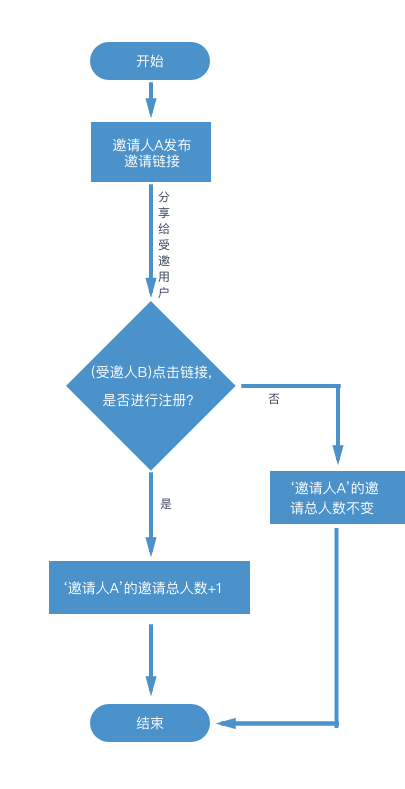 开始
邀请人A发布
邀请链接
分享给受邀用户
(受邀人B)点击链接,
是否进行注册?
否
‘邀请人A’的邀
请总人数不变
是
‘邀请人A’的邀请总人数+1
结束